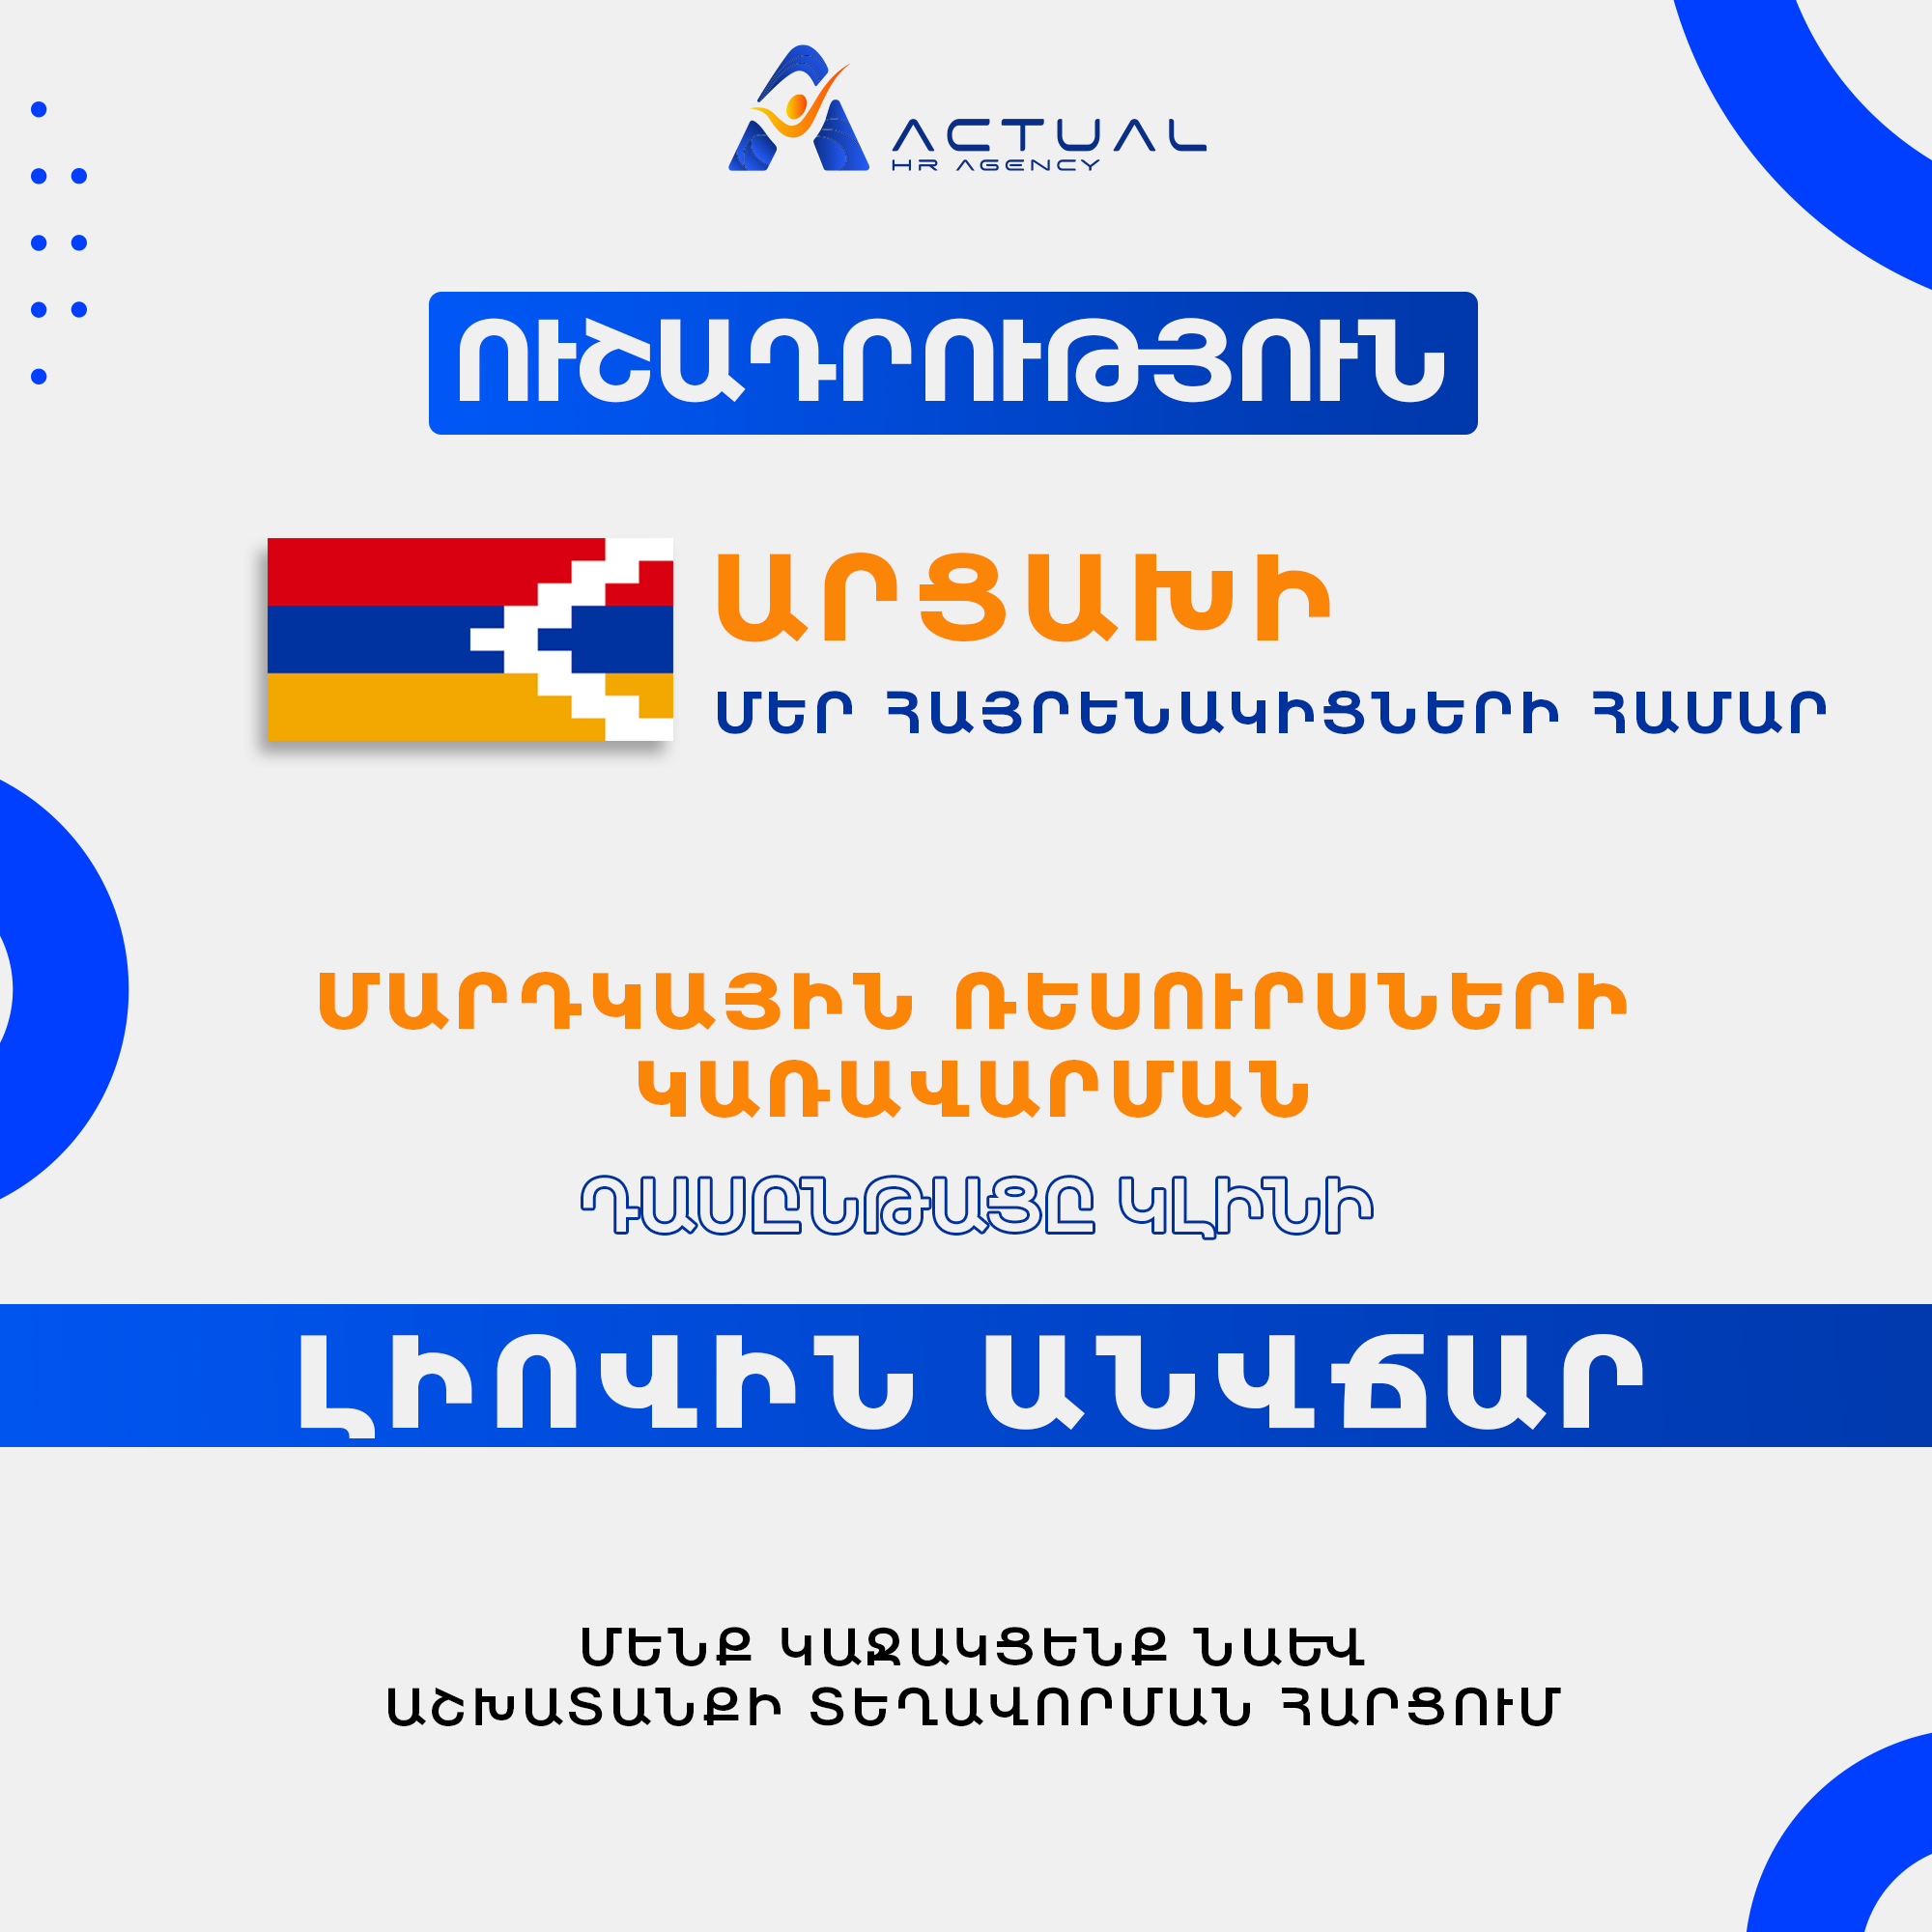 ACTUAL
HR AGENCY
ՈՒՇԱԴՐՈՒԹՅՈՒՆ
ԱՐՑԱԽԻ
ՄԵՐ ՀԱՅՐԵՆԱԿԻՑՆԵՐԻ ՀԱՄԱՐ
ՄԱՐԴԿԱՅԻՆ ՌԵՍՈՒՐՍՆԵՐԻ
ԿԱՌԱՎԱՐՄԱՆ
ԴԱՍԸՆԹԱՑԸ ԿԼԻՆԻ
ԼԻՈՎԻՆ ԱՆՎՃԱՐ
ՄԵՆՔ ԿԱՋԱԿՑԵՆՔ ՆԱԵՎ
ԱՇԽԱՏԱՆՔԻ ՏԵՂԱՎՈՐՄԱՆ ՀԱՐՑՈՒՄ